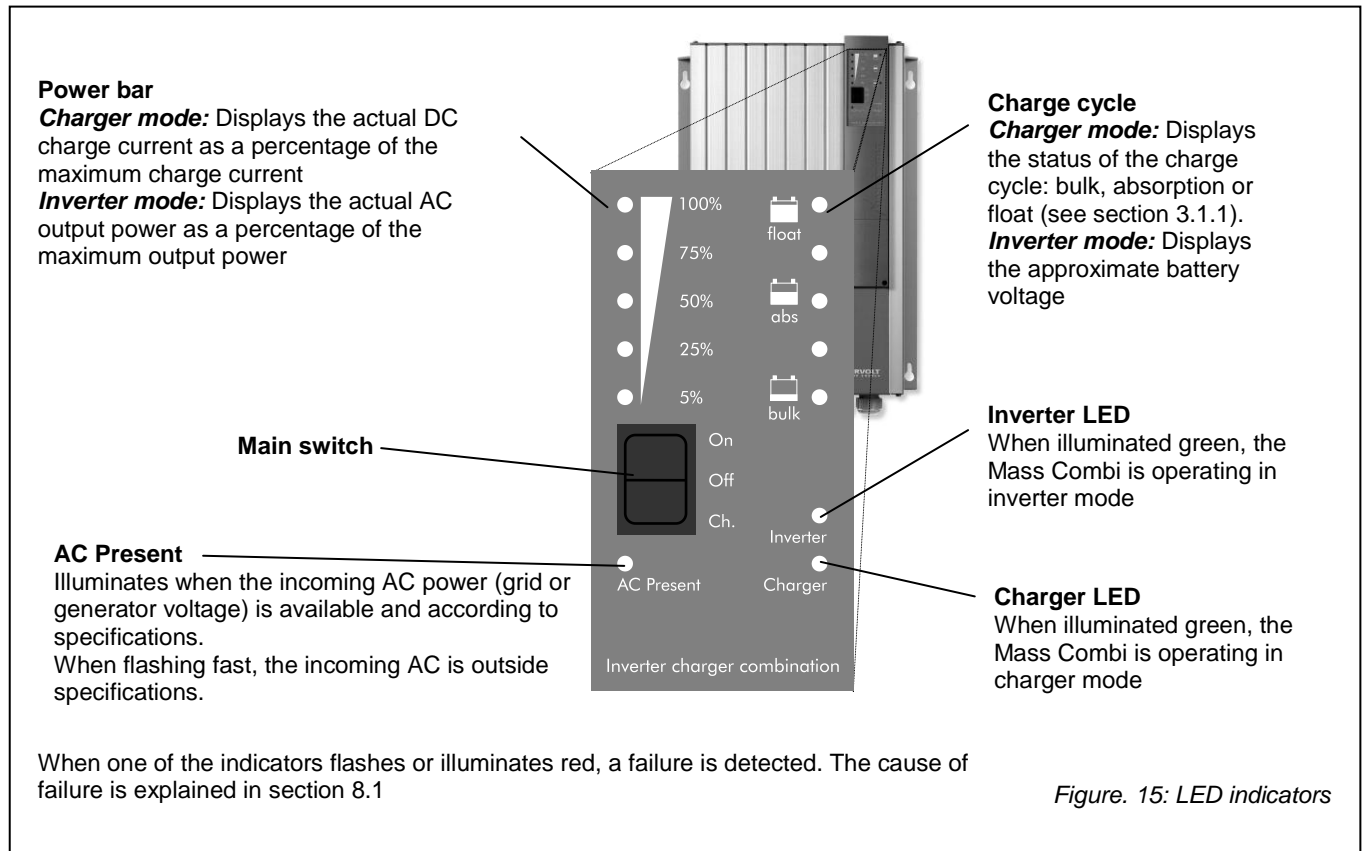 Power bar
Charger mode: Displays the actual DC
charge current as a percentage of the
maximum charge current
Inverter mode: Displays the actual AC
output power as a percentage of the
maximum output power
Charge cycle
Charger mode: Displays
the status of the charge
cycle: bulk, absorption or
float (see section 3.1.1).
Inverter mode: Displays
the approximate battery
voltage
100%
float
75%
50%
abs
25%
5%
bulk
Main switch
On
Off
Ch.
Inverter
AC Present
Charger
Inverter charger combination
Inverter LED
When illuminated green, the
Mass Combi is operating in
inverter mode
AC Present
Illuminates when the incoming AC power (grid or
generator voltage) is available and according to
specifications.
When flashing fast, the incoming AC is outside
specifications.
Charger LED
When illuminated green, the
Mass Combi is operating in
charger mode
When one of the indicators flashes or illuminates red, a failure is detected. The cause of
failure is explained in section 8.1
Figure. 15: LED indicators